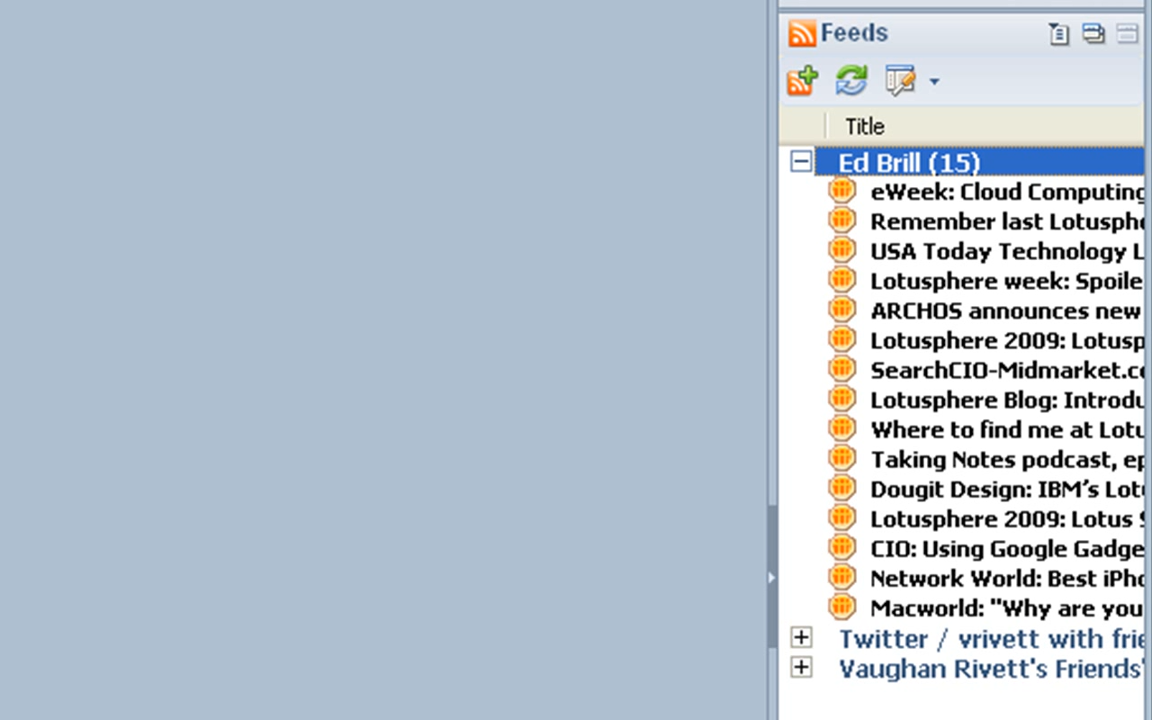 Feeds
Title
Ed Brill (15)
eWeek: Cloud Computing
Remember last Lotusphe
USA Today Technology L
Lotusphere week: Spoile
ARCHOS announces new
Lotusphere 2009: Lotusp
SearchCIO-Midmarket.co
Lotusphere Blog: Introdu
Where to find me at Lotu
Taking Notes podcast, ep
Dougit Design: IBM's Lot
Lotusphere 2009: Lotus S
CIO: Using Google Gadge
Network World: Best iPho
Macworld: "Why are you
Twitter / vrivett with frie
Vaughan Rivett's Friends'